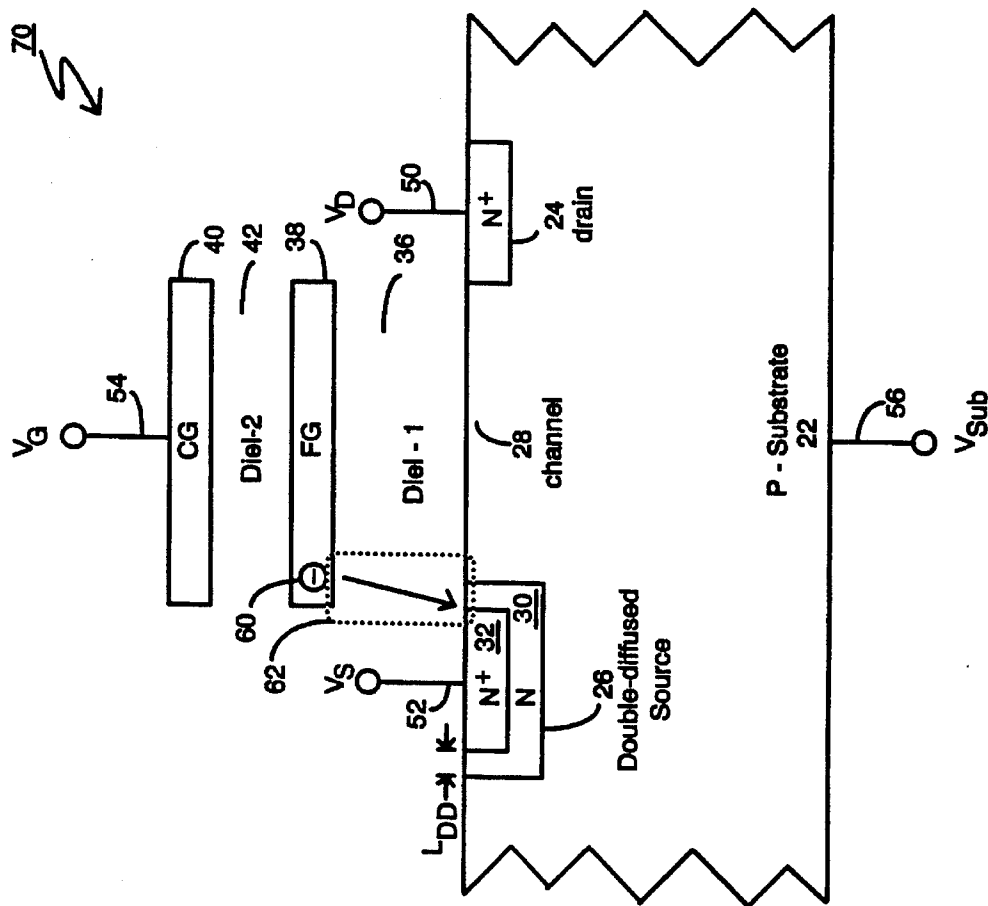 70
V_G
54
CG
40
Diel-2
42
FG
38
60
62
V_S
52
Diel - 1
36
V_D
50
L_DD
N+
32
30
N
26
Double-diffused
Source
28
channel
N+
24
drain
P - Substrate
22
56
V_Sub